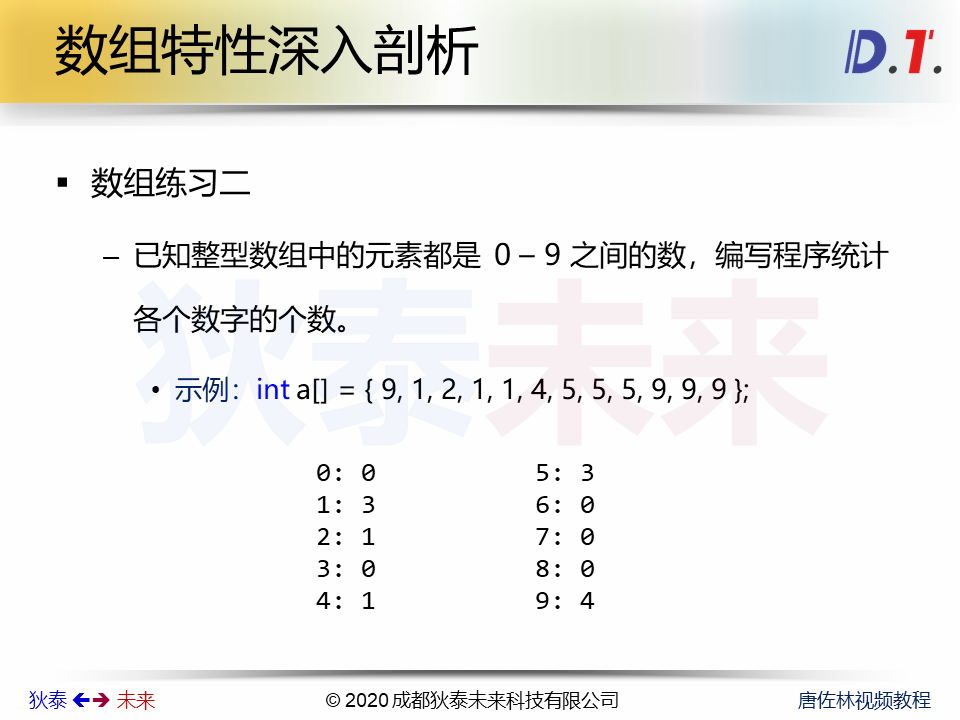 数组特性深入剖析
D.T.
数组练习二
– 已知整型数组中的元素都是 0 – 9 之间的数，编写程序统计
各个数字的个数。
• 示例：int a[] = { 9, 1, 2, 1, 1, 4, 5, 5, 5, 9, 9, 9 };
狄泰未来
0: 0 5: 3
1: 3 6: 0
2: 1 7: 0
3: 0 8: 0
4: 1 9: 4
狄泰 未来 © 2020 成都狄泰未来科技有限公司 唐佐林视频教程